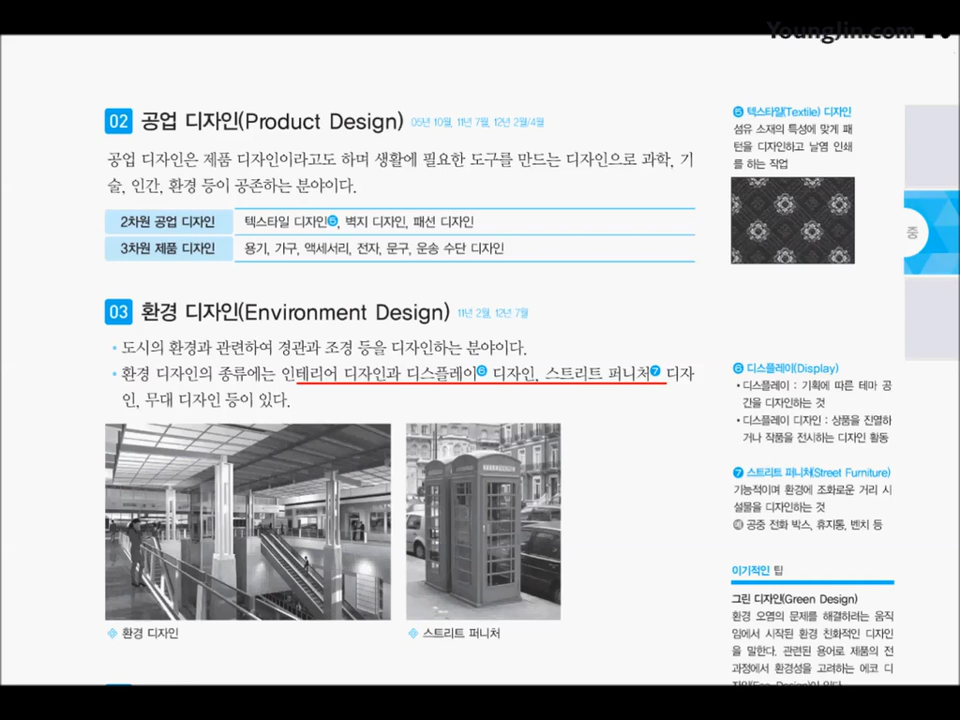 YoungJin.com
02 공업 디자인(Product Design) 05년 10월, 11년 7월, 12년 2월/4월
공업 디자인은 제품 디자인이라고도 하며 생활에 필요한 도구를 만드는 디자인으로 과학, 기
술, 인간, 환경 등이 공존하는 분야이다.
2차원 공업 디자인 텍스타일 디자인❺, 벽지 디자인, 패션 디자인
3차원 제품 디자인 용기, 가구, 액세서리, 전자, 문구, 운송 수단 디자인
03 환경 디자인(Environment Design) 11년 2월, 12년 7월
• 도시의 환경과 관련하여 경관과 조경 등을 디자인하는 분야이다.
• 환경 디자인의 종류에는 인테리어 디자인과 디스플레이❻ 디자인, 스트리트 퍼니처❼ 디자
인, 무대 디자인 등이 있다.
환경 디자인
스트리트 퍼니처
❺ 텍스타일(Textile) 디자인
섬유 소재의 특성에 맞게 패
턴을 디자인하고 날염 인쇄
를 하는 작업
중
❻ 디스플레이(Display)
• 디스플레이 : 기획에 따른 테마 공
간을 디자인하는 것
• 디스플레이 디자인 : 상품을 진열하
거나 작품을 전시하는 디자인 활동
❼ 스트리트 퍼니처(Street Furniture)
기능적이며 환경에 조화로운 거리 시
설물을 디자인하는 것
예 공중 전화 박스, 휴지통, 벤치 등
이기적인 팁
그린 디자인(Green Design)
환경 오염의 문제를 해결하려는 움직
임에서 시작된 환경 친화적인 디자인
을 말한다. 관련된 용어로 제품의 전
과정에서 환경성을 고려하는 에코 디